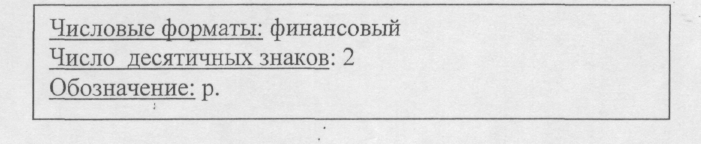 Числовые форматы: финансовый
Число десятичных знаков: 2
Обозначение: р.